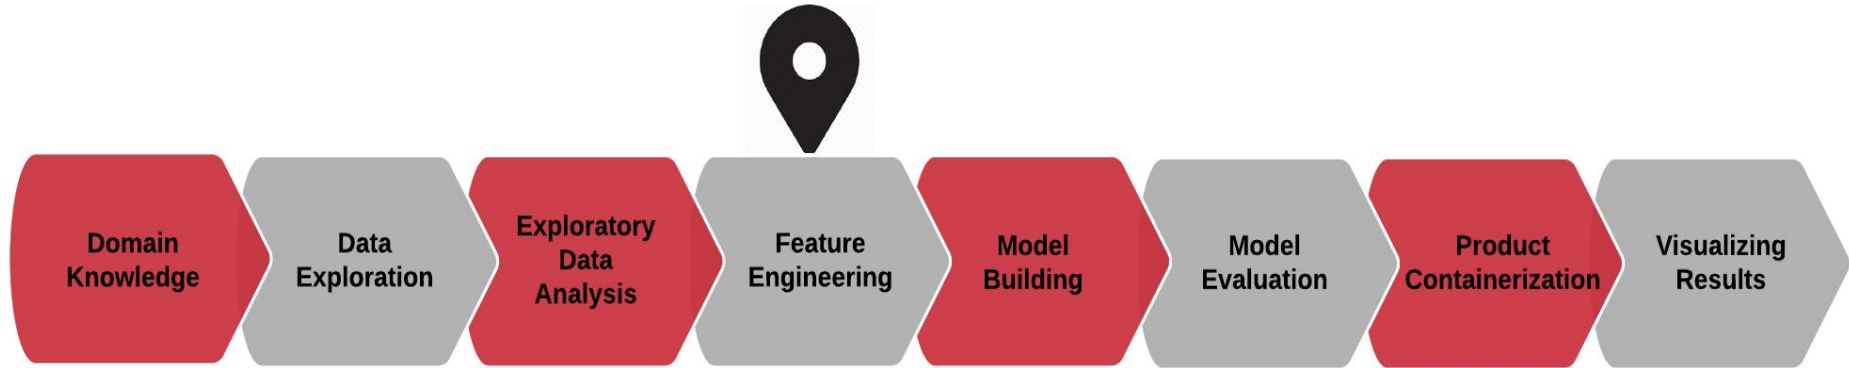 Domain
Knowledge
Data
Exploration
Exploratory
Data
Analysis
Feature
Engineering
Model
Building
Model
Evaluation
Product
Containerization
Visualizing
Results